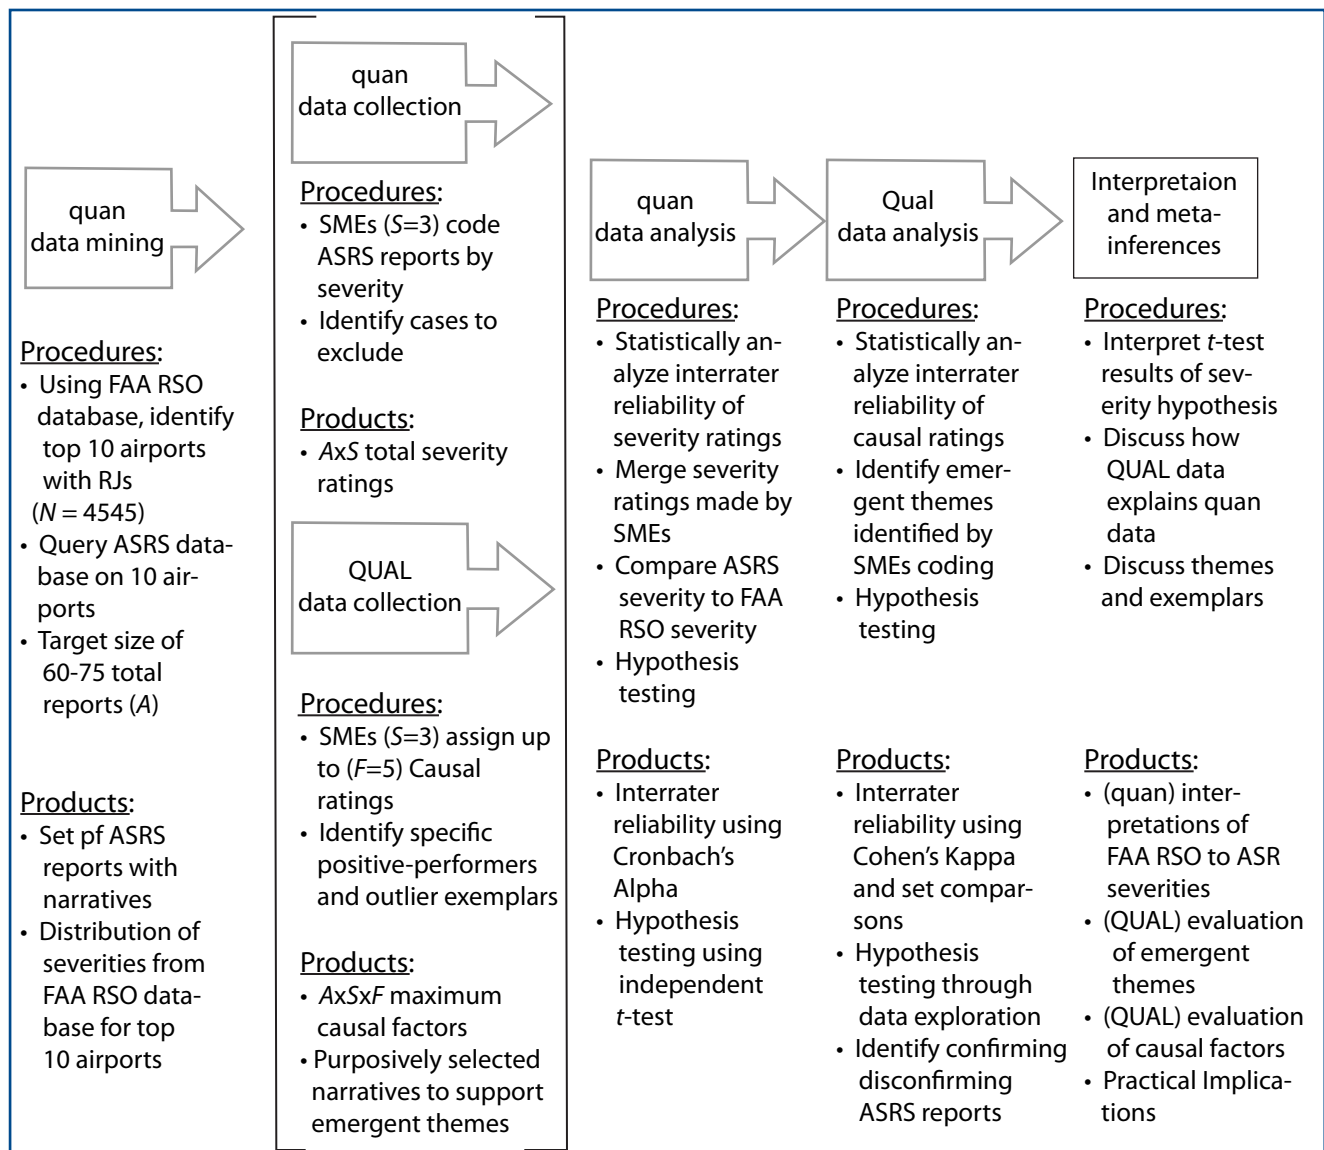 quan
data mining
Procedures:
• Using FAA RSO
database, identify
top 10 airports
with RJs
(N = 4545)
• Query ASRS data-
base on 10 air-
ports
• Target size of
60-75 total
reports (A)
Products:
• Set pf ASRS
reports with
narratives
• Distribution of
severities from
FAA RSO data-
base for top
10 airports
quan
data collection
Procedures:
• SMEs (S=3) code
ASRS reports by
severity
• Identify cases to
exclude
Products:
• AxS total severity
ratings
QUAL
data collection
Procedures:
• SMEs (S=3) assign up
to (F=5) Causal
ratings
• Identify specific
positive-performers
and outlier exemplars
Products:
• AxSxF maximum
causal factors
• Purposively selected
narratives to support
emergent themes
quan
data analysis
Procedures:
• Statistically an-
alyze interrater
reliability of
severity ratings
• Merge severity
ratings made by
SMEs
• Compare ASRS
severity to FAA
RSO severity
• Hypothesis
testing
Products:
• Interrater
reliability using
Cronbach's
Alpha
• Hypothesis
testing using
independent
t-test
Qual
data analysis
Procedures:
• Statistically an-
alyze interrater
reliability of
causal ratings
• Identify emer-
gent themes
identified by
SMEs coding
• Hypothesis
testing
Products:
• Interrater
reliability using
Cohen's Kappa
and set compar-
sons
• Hypothesis
testing through
data exploration
• Identify confirming
disconfirming
ASRS reports
Interpretaion
and meta-
inferences
Procedures:
• Interpret t-test
results of sev-
erity hypothesis
• Discuss how
QUAL data
explains quan
data
• Discuss themes
and exemplars
Products:
• (quan) inter-
pretations of
FAA RSO to ASR
severities
• (QUAL) evaluation
of emergent
themes
• (QUAL) evaluation
of causal factors
• Practical Implica-
tions